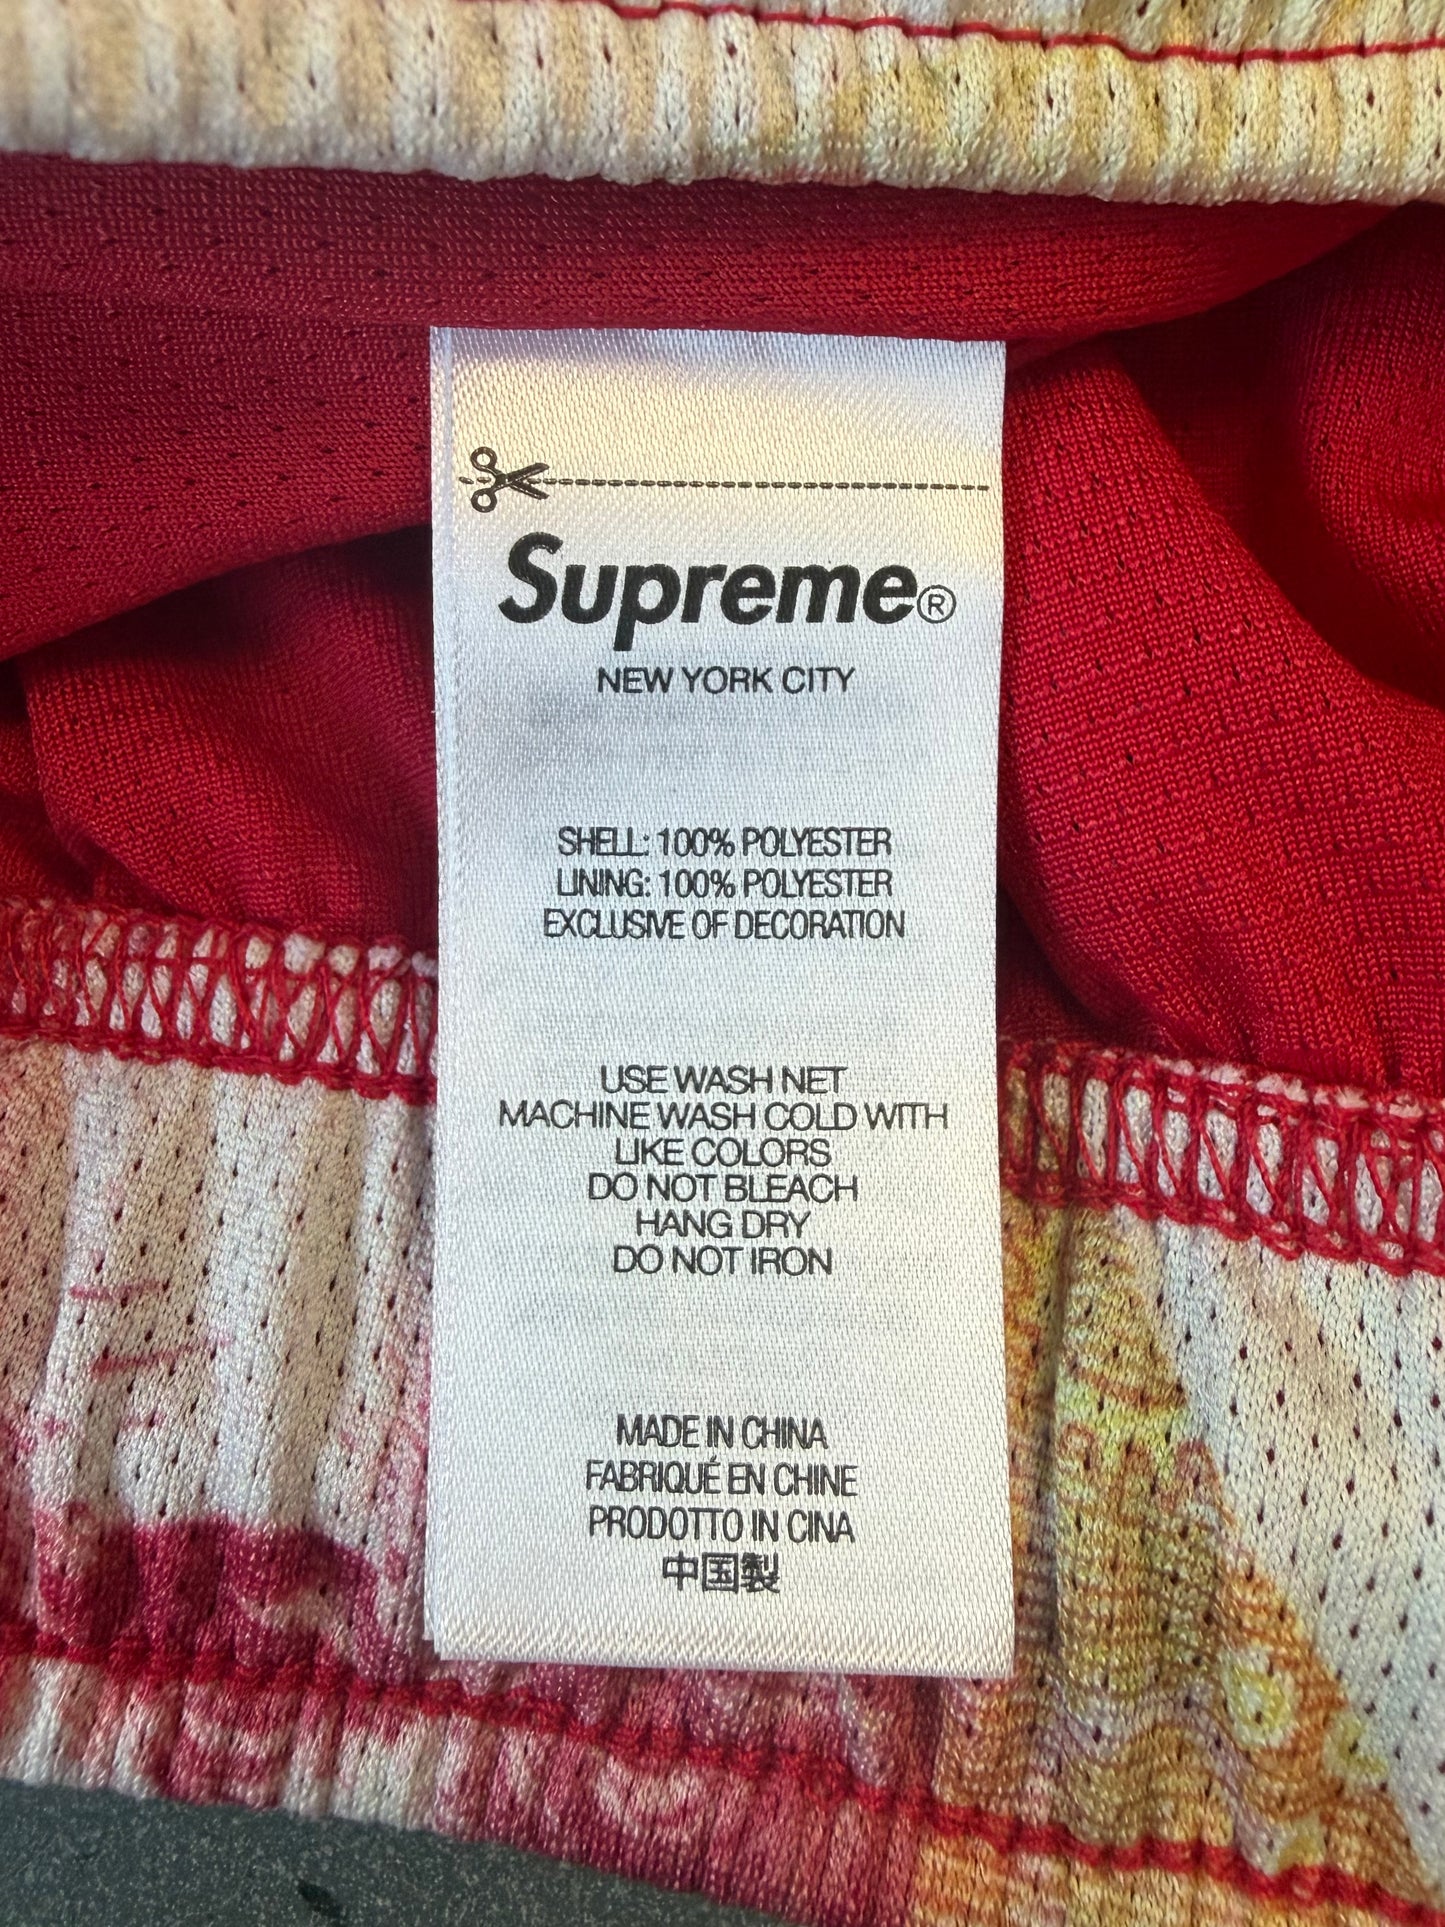 Supreme®
NEW YORK CITY
SHELL: 100% POLYESTER
LINING: 100% POLYESTER
EXCLUSIVE OF DECORATION
USE WASH NET
MACHINE WASH COLD WITH
LIKE COLORS
DO NOT BLEACH
HANG DRY
DO NOT IRON
MADE IN CHINA
FABRIQUÉ EN CHINE
PRODOTTO IN CINA
中国製